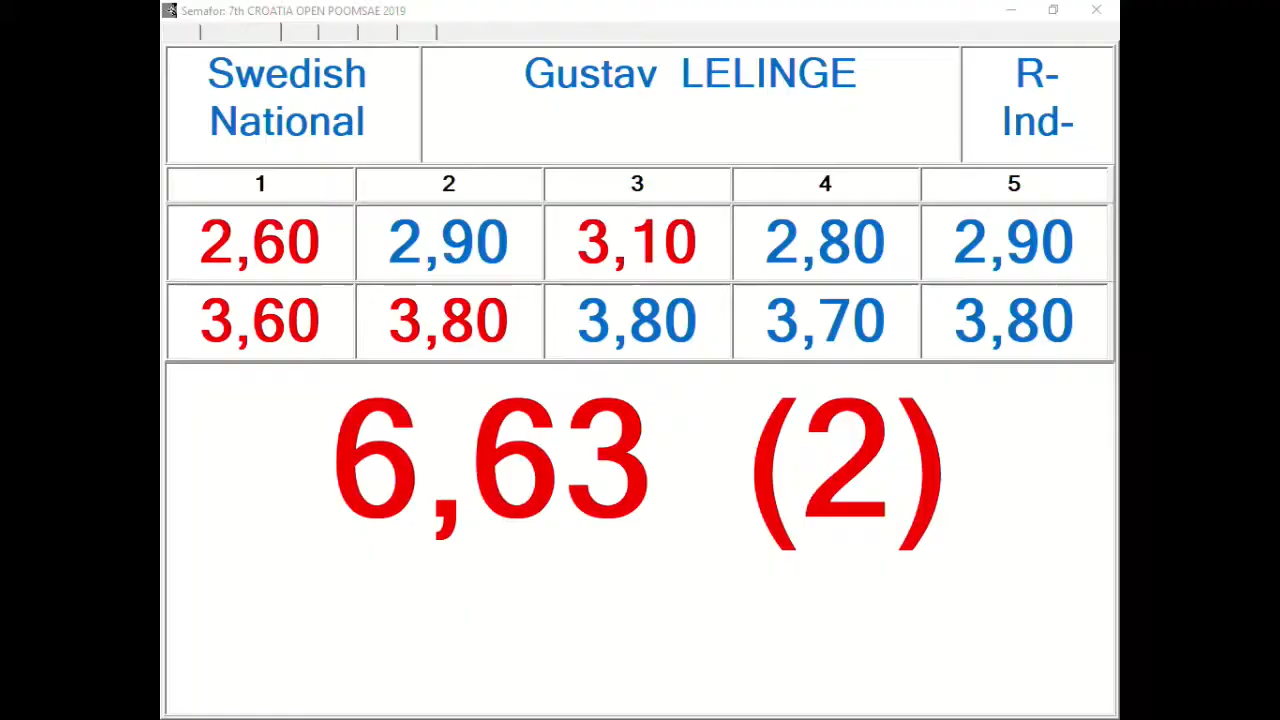 Semafor: 7th CROATIA OPEN POOMSAE 2019
Swedish National
Gustav LELINGE
R-Ind-
1 2 3 4 5
2,60 2,90 3,10 2,80 2,90
3,60 3,80 3,80 3,70 3,80
6,63 (2)